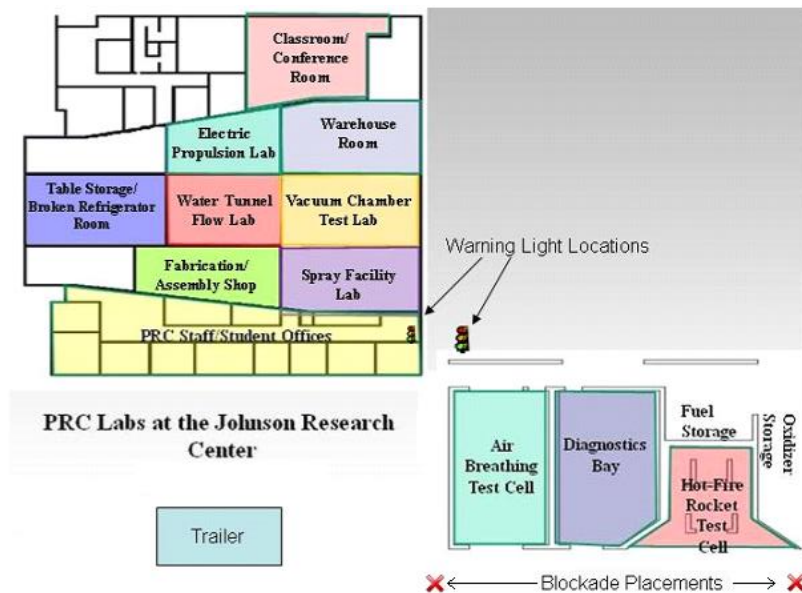 Classroom/
Conference
Room
Electric
Propulsion Lab
Warehouse
Room
Table Storage/
Broken Refrigerator
Room
Water Tunnel
Flow Lab
Vacuum Chamber
Test Lab
Warning Light Locations
Fabrication/
Assembly Shop
Spray Facility
Lab
PRC Staff/Student Offices
PRC Labs at the Johnson Research
Center
Air
Breathing
Test Cell
Diagnostics
Bay
Fuel
Storage
Oxidizer
Storage
Hot-Fire
Rocket
Test
Cell
Trailer
Blockade Placements